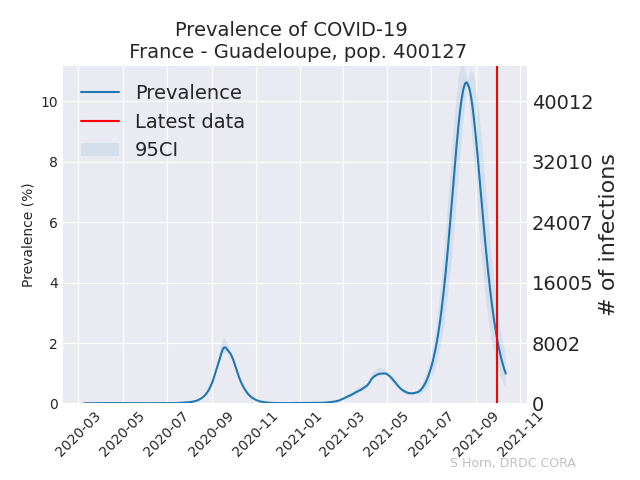 Prevalence of COVID-19
France - Guadeloupe, pop. 400127
Prevalence
Latest data
95CI
Prevalence (%)
10
8
6
4
2
0
40012
32010
24007
16005
8002
0
# of infections
2020-03
2020-05
2020-07
2020-09
2020-11
2021-01
2021-03
2021-05
2021-07
2021-09
2021-11
S Horn, DRDC CORA